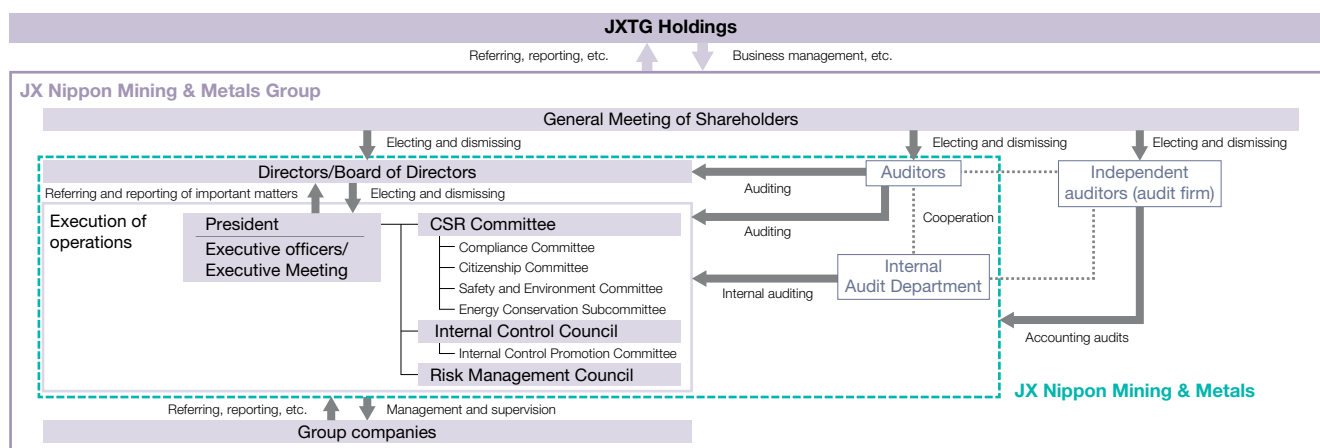 JXTG Holdings
Referring, reporting, etc.
Business management, etc.
JX Nippon Mining & Metals Group
General Meeting of Shareholders
Electing and dismissing
Electing and dismissing
Electing and dismissing
Directors/Board of Directors
Auditing
Auditors
Independent
auditors (audit firm)
Referring and reporting of important matters
Electing and dismissing
Execution of
operations
President
Executive officers/
Executive Meeting
CSR Committee
Compliance Committee
Citizenship Committee
Safety and Environment Committee
Energy Conservation Subcommittee
Internal Control Council
Internal Control Promotion Committee
Risk Management Council
Auditing
Cooperation
Internal
Audit Department
Internal auditing
Accounting audits
JX Nippon Mining & Metals
Referring, reporting, etc.
Management and supervision
Group companies